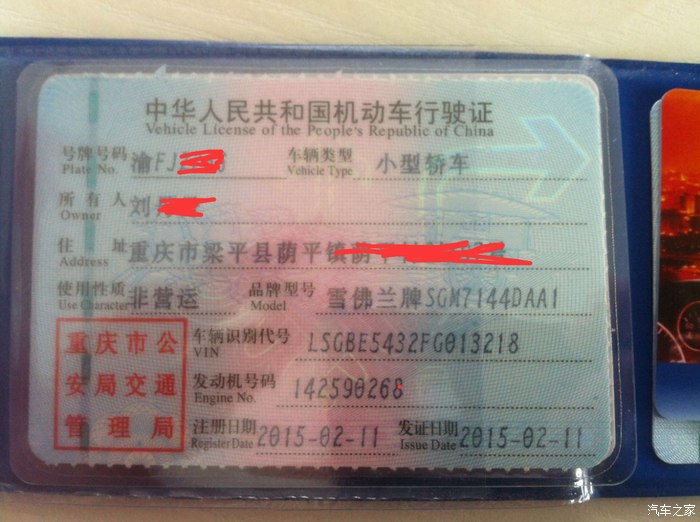 中华人民共和国机动车行驶证
Vehicle License of the People's Republic of China
号牌号码 渝FJ 车辆类型 小型轿车
Plate No. Vehicle Type
所有人 刘
Owner
住址 重庆市梁平县荫平镇荫平
Address
使用性质 非营运 品牌型号 雪佛兰牌SGM7144DAA1
Use Character Model
重庆市公安局交通管理局
车辆识别代号 LSGBE5432FG013218
VIN
发动机号码 142590268
Engine No.
注册日期 2015-02-11 发证日期 2015-02-11
Register Date Issue Date
汽车之家